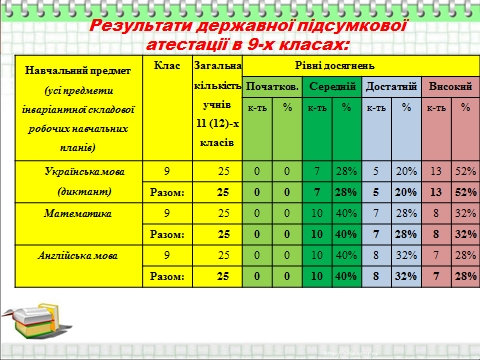 Результати державної підсумкової
атестації в 9-х класах:
Навчальний предмет
(усі предмети
інваріантної складової
робочих навчальних
планів)
Клас
Загальна
кількість
учнів
11 (12)-х
класів
Рівні досягнень
Початков. Середній Достатній Високий
к-ть % к-ть % к-ть % к-ть %
Українська мова 9 25 0 0 7 28% 5 20% 13 52%
(диктант) Разом: 25 0 0 7 28% 5 20% 13 52%
Математика 9 25 0 0 10 40% 7 28% 8 32%
Разом: 25 0 0 10 40% 7 28% 8 32%
Англійська мова 9 25 0 0 10 40% 8 32% 7 28%
Разом: 25 0 0 10 40% 8 32% 7 28%